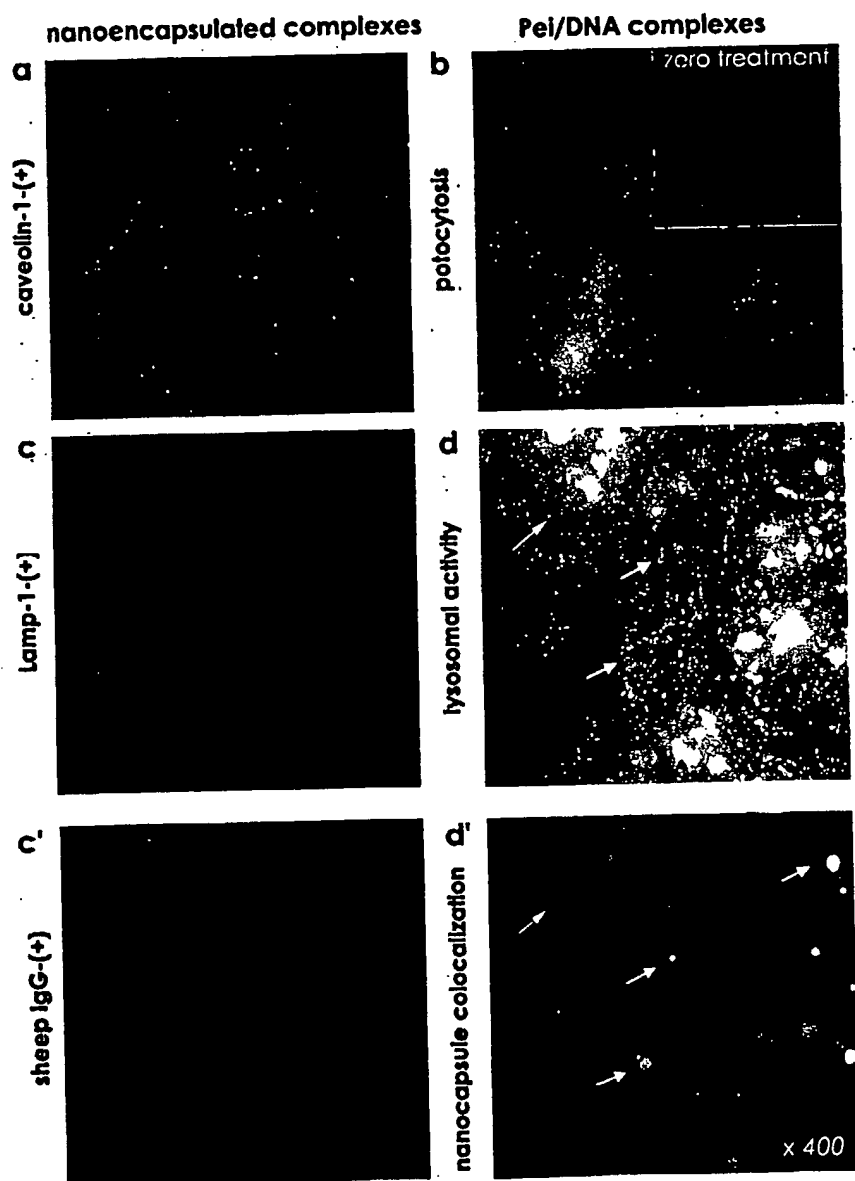 nanoencapsulated complexes
Pei/DNA complexes
a
caveolin-1-(+)
b
zero treatment
potocytosis
c
Lamp-1-(+)
d
lysosomal activity
c'
sheep IgG-(+)
d'
nanocapsule colocalization
x 400